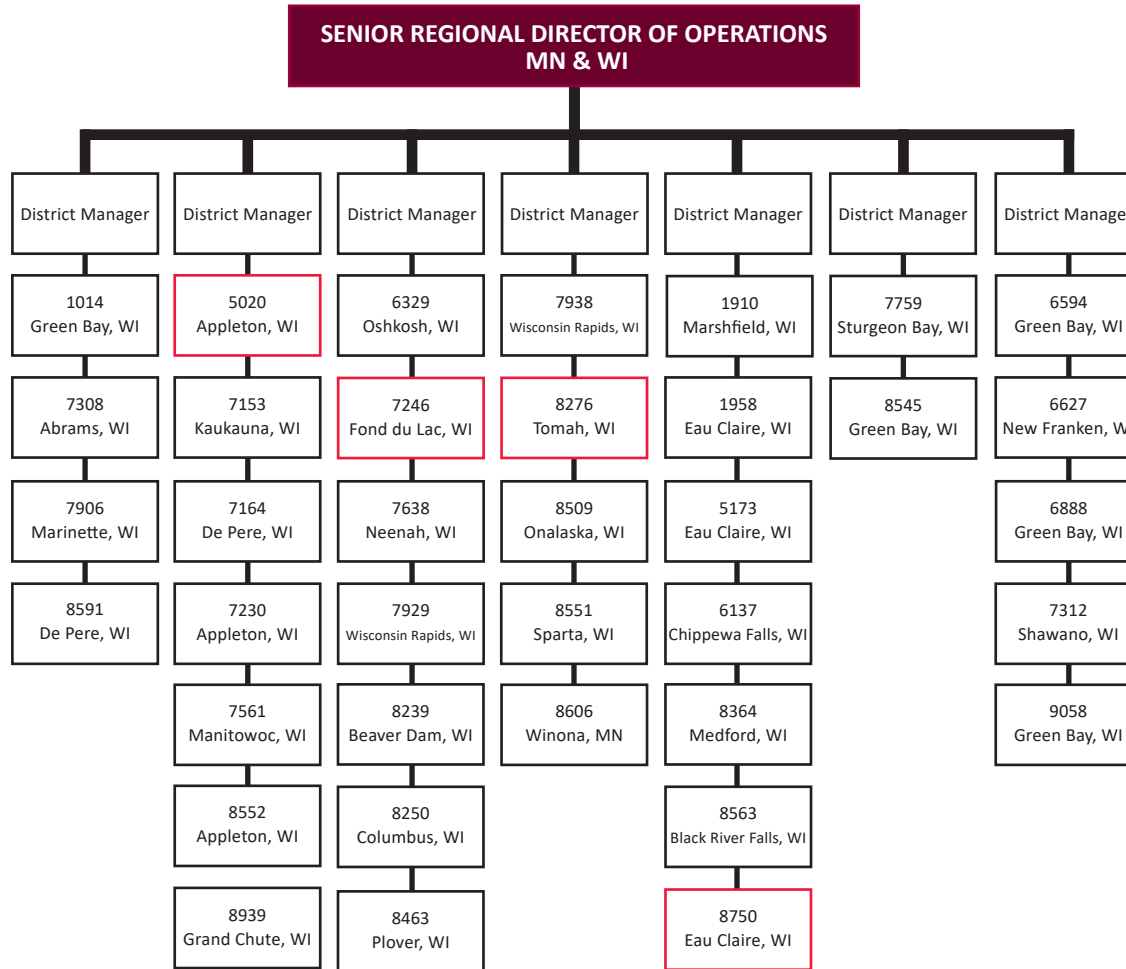 SENIOR REGIONAL DIRECTOR OF OPERATIONS
MN & WI
District Manager
1014
Green Bay, WI
7308
Abrams, WI
7906
Marinette, WI
8591
De Pere, WI
District Manager
5020
Appleton, WI
7153
Kaukauna, WI
7164
De Pere, WI
7230
Appleton, WI
7561
Manitowoc, WI
8552
Appleton, WI
8939
Grand Chute, WI
District Manager
6329
Oshkosh, WI
7246
Fond du Lac, WI
7638
Neenah, WI
7929
Wisconsin Rapids, WI
8239
Beaver Dam, WI
8250
Columbus, WI
8463
Plover, WI
District Manager
7938
Wisconsin Rapids, WI
8276
Tomah, WI
8509
Onalaska, WI
8551
Sparta, WI
8606
Winona, MN
District Manager
1910
Marshfield, WI
1958
Eau Claire, WI
5173
Eau Claire, WI
6137
Chippewa Falls, WI
8364
Medford, WI
8563
Black River Falls, WI
8750
Eau Claire, WI
District Manager
7759
Sturgeon Bay, WI
8545
Green Bay, WI
District Manage
6594
Green Bay, WI
6627
New Franken, W
6888
Green Bay, WI
7312
Shawano, WI
9058
Green Bay, WI